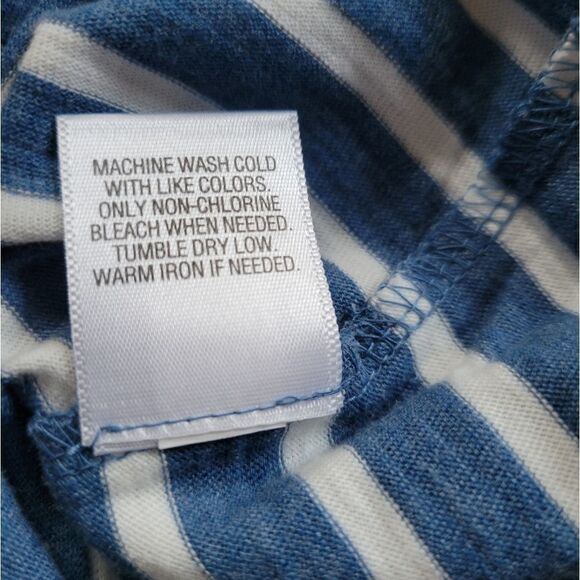 MACHINE WASH COLD
WITH LIKE COLORS.
ONLY NON-CHLORINE
BLEACH WHEN NEEDED.
TUMBLE DRY LOW.
WARM IRON IF NEEDED.